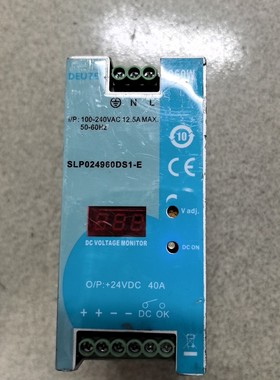 DEUTE
N L
I/P: 100-240VAC 12.5A MAX.
50-60Hz
10
SLP024960DS1-E
CE
V adj.
DC ON
DC VOLTAGE MONITOR
O/P:+24VDC 40A
+ + - - DC OK